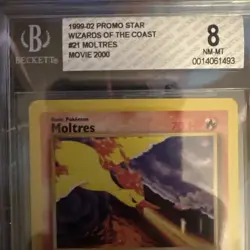 1999-02 PROMO STAR
WIZARDS OF THE COAST
#21 MOLTRES
MOVIE 2000
B
BECKETT
8
NM-MT
0014061493
Basic Pokémon
Moltres
70